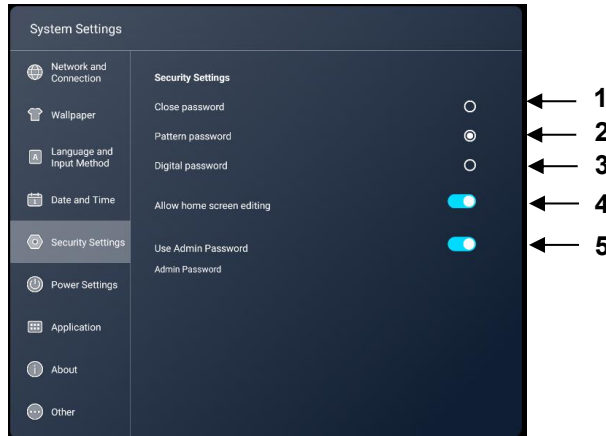 System Settings
Network and
Connection
Wallpaper
Language and
Input Method
A
Date and Time
1
Security Settings
Power Settings
Application
About
Other
Security Settings
Close password
1
Pattern password
2
Digital password
3
Allow home screen editing
4
Use Admin Password
5
Admin Password